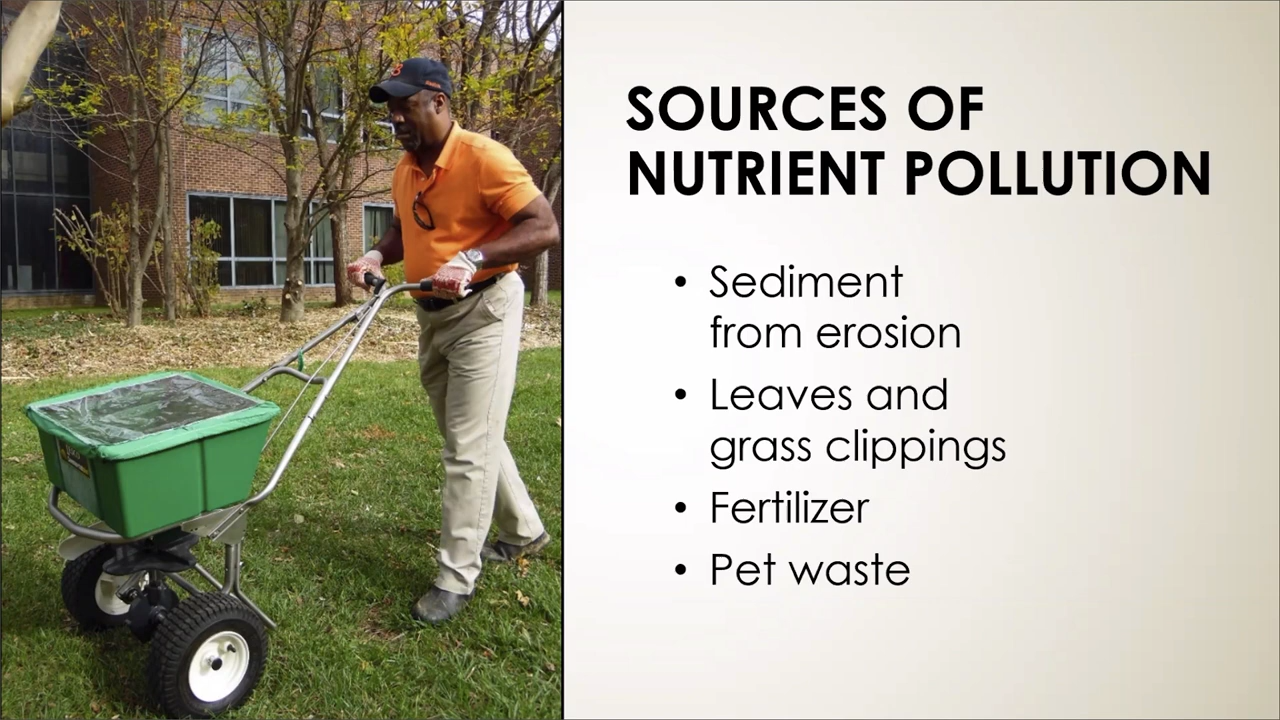 SOURCES OF
NUTRIENT POLLUTION
• Sediment
from erosion
• Leaves and
grass clippings
• Fertilizer
• Pet waste